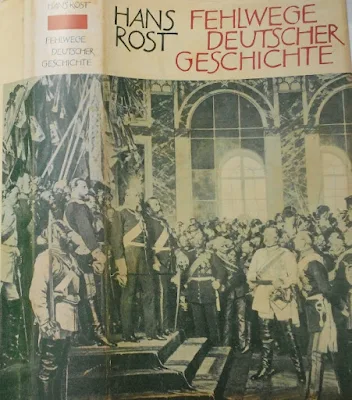 HANS ROST
FEHLWEGE
DEUTSCHER
GESCHICHTE
HANS
ROST
FEHLWEGE
DEUTSCHER
GESCHICHTE